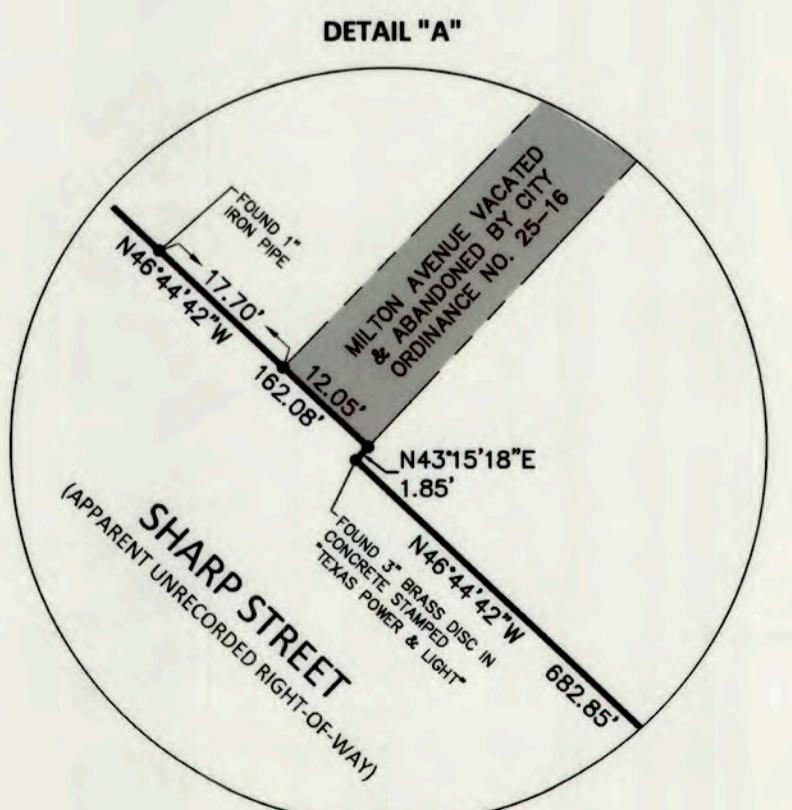 DETAIL "A"
MILTON AVENUE VACATED
& ABANDONED BY CITY
ORDINANCE NO. 25-16
FOUND 1"
IRON PIPE
17.70'
N46°44'42"W
162.08'
12.05'
N43°15'18"E
1.85'
FOUND 3" BRASS DISC IN
CONCRETE STAMPED
"TEXAS POWER & LIGHT"
N46°44'42"W
682.85'
SHARP STREET
(APPARENT UNRECORDED RIGHT-OF-WAY)